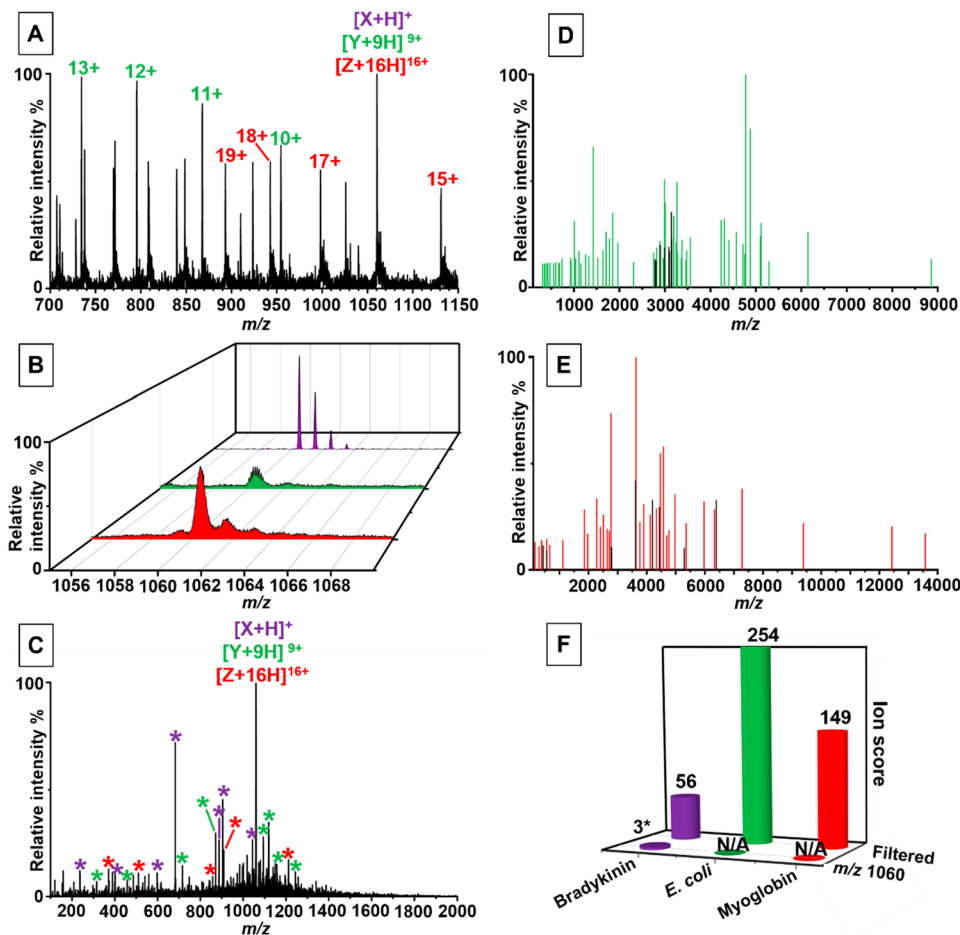 A
[X+H]+
[Y+9H] 9+
[Z+16H]16+
Relative intensity %
100
0
13+
12+
11+
19+
18+
10+
17+
15+
700 750 800 850 900 950 1000 1050 1100 1150
m/z
D
100
0
Relative intensity %
1000 2000 3000 4000 5000 6000 7000 8000 9000
m/z
B
100
0
Relative
intensity %
1056 1058 1060 1062 1064 1066 1068
m/z
E
100
0
Relative intensity %
2000 4000 6000 8000 10000 12000 14000
m/z
C
[X+H]+
[Y+9H] 9+
[Z+16H]16+
100
0
Relative intensity %
* * * * * * * * * * * * * * * * * * * *
200 400 600 800 1000 1200 1400 1600 1800 2000
m/z
F
254
149
56
3*
N/A
N/A
Ion score
Filtered
m/z 1060
Bradykinin
E. coli
Myoglobin